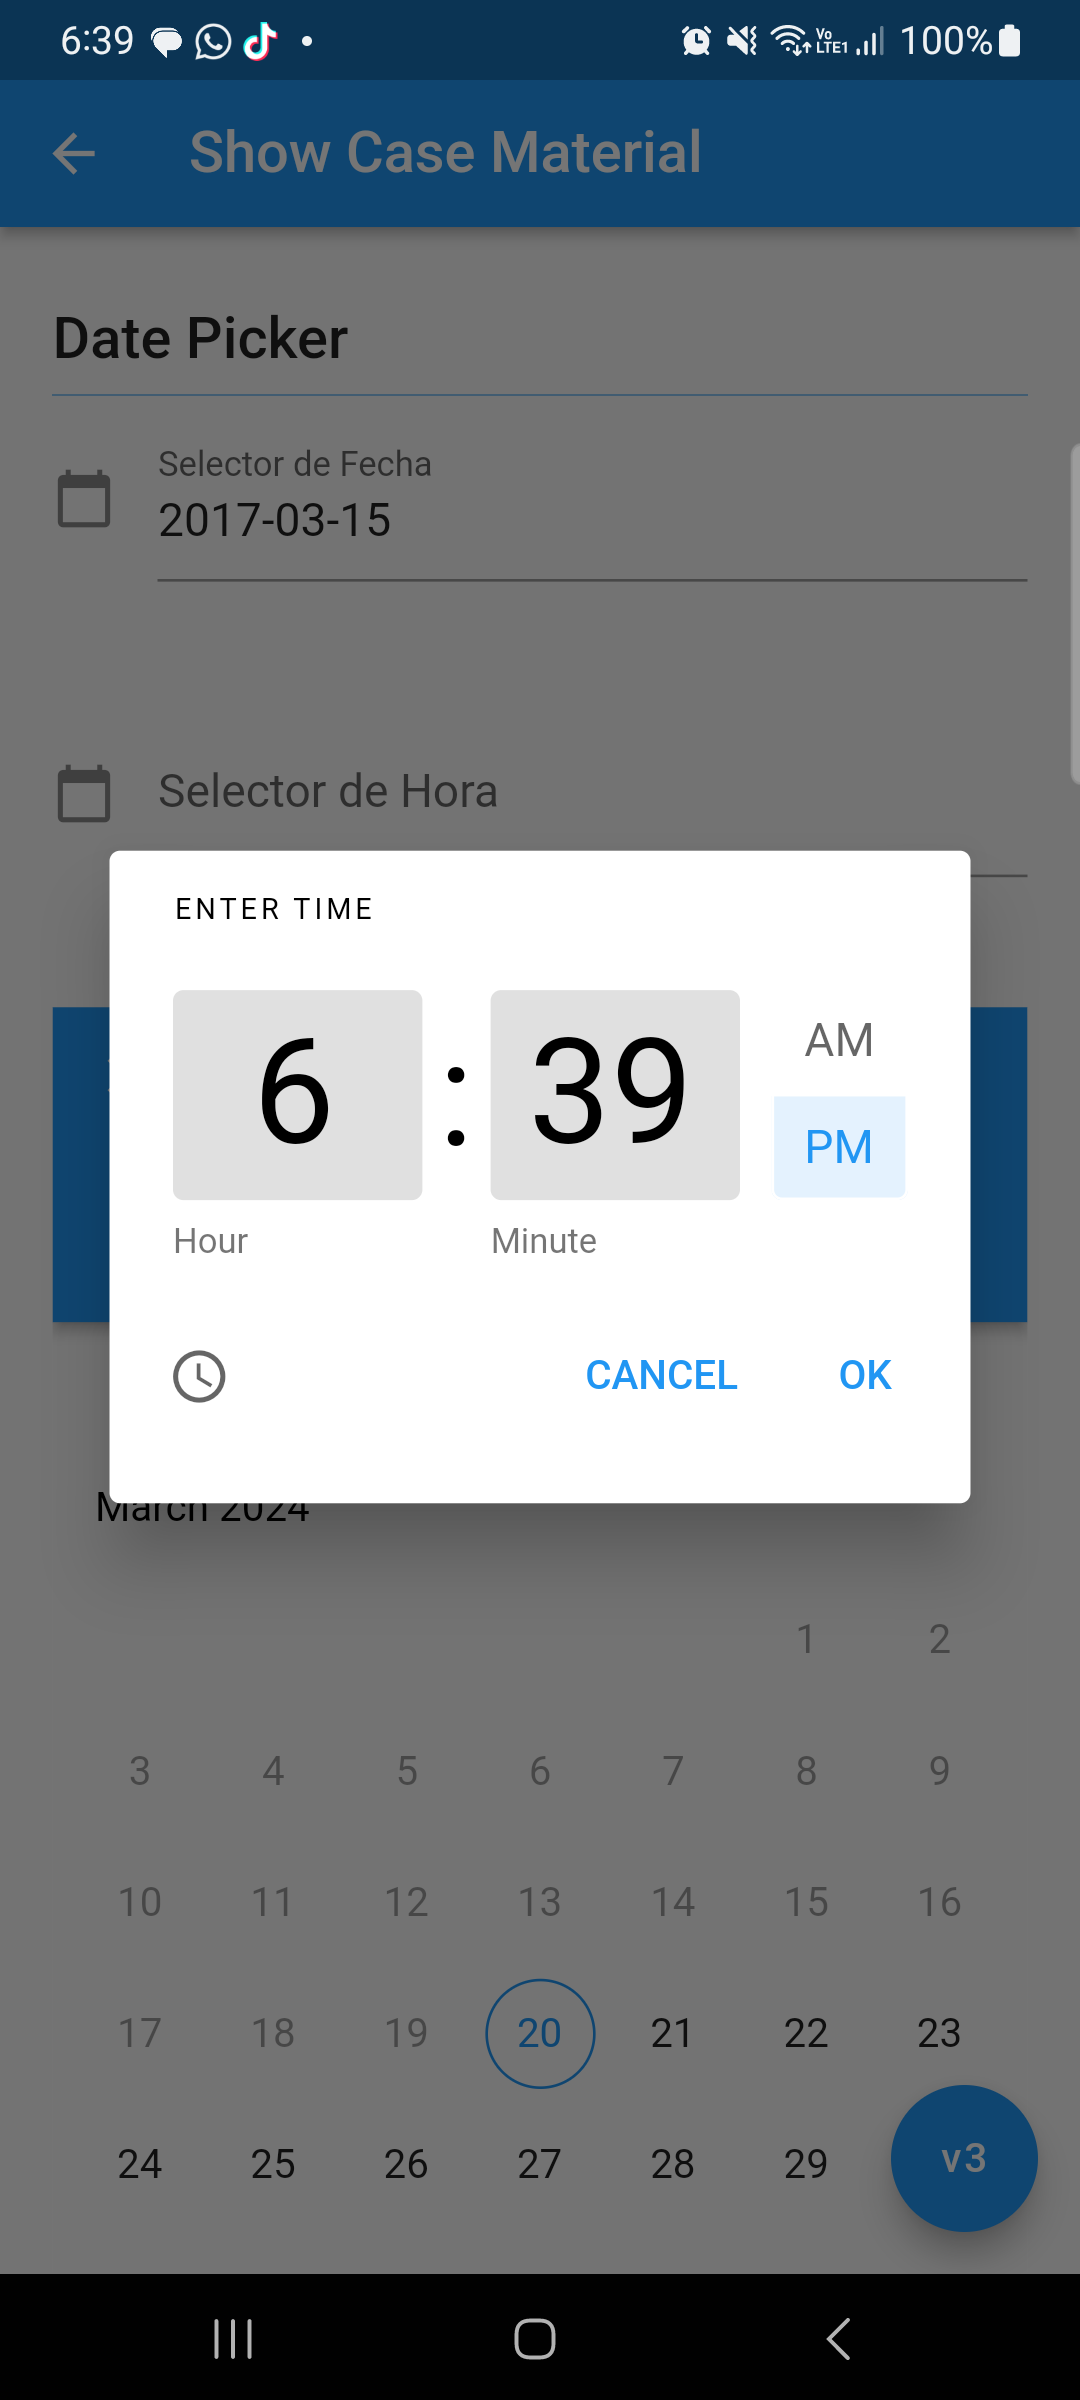 6:39 Vo LTE1 100%
Show Case Material
Date Picker
Selector de Fecha
2017-03-15
Selector de Hora
ENTER TIME
6 : 39 AM
PM
Hour Minute
CANCEL OK
March 2024
1 2
3 4 5 6 7 8 9
10 11 12 13 14 15 16
17 18 19 20 21 22 23
24 25 26 27 28 29
v3